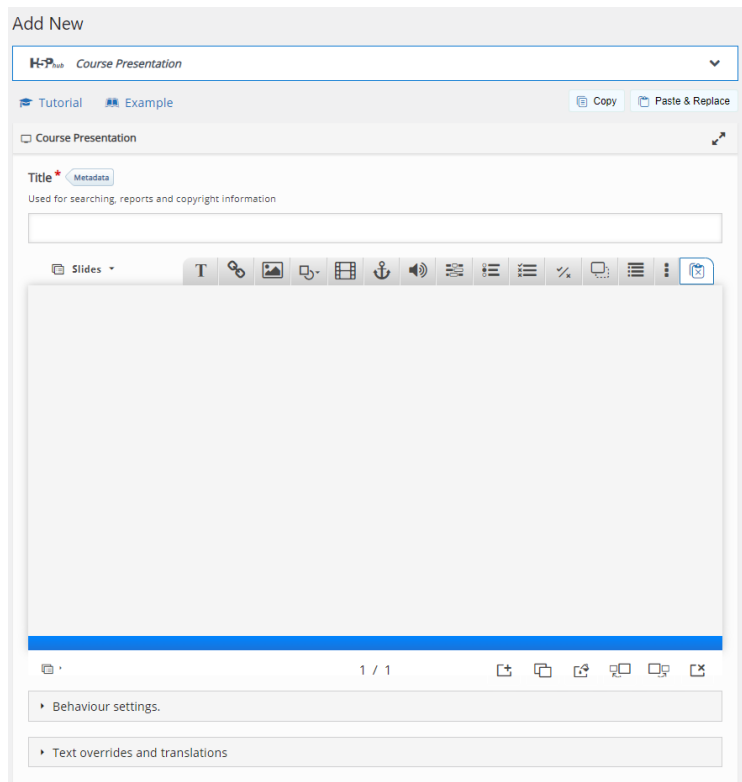 Add New
H5P hub Course Presentation
Tutorial Example Copy Paste & Replace
Course Presentation
Title * Metadata
Used for searching, reports and copyright information
Slides T
1 / 1
Behaviour settings.
Text overrides and translations